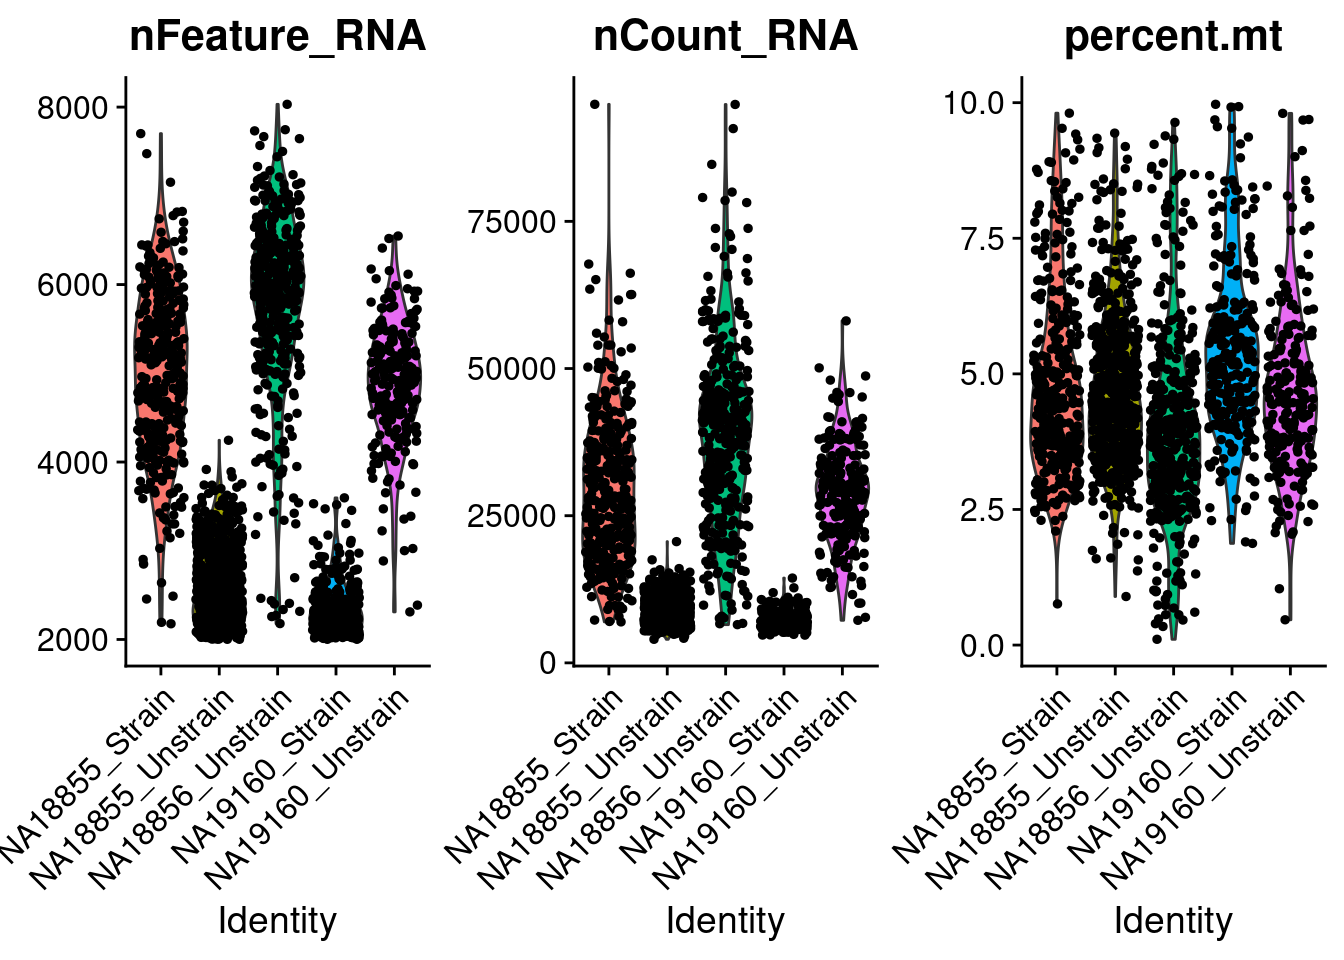 nFeature_RNA
8000
6000
4000
2000
NA18855_Strain
NA18855_Unstrain
NA18856_Unstrain
NA19160_Strain
NA19160_Unstrain
Identity
nCount_RNA
75000
50000
25000
0
NA18855_Strain
NA18855_Unstrain
NA18856_Unstrain
NA19160_Strain
NA19160_Unstrain
Identity
percent.mt
10.0
7.5
5.0
2.5
0.0
NA18855_Strain
NA18855_Unstrain
NA18856_Unstrain
NA19160_Strain
NA19160_Unstrain
Identity